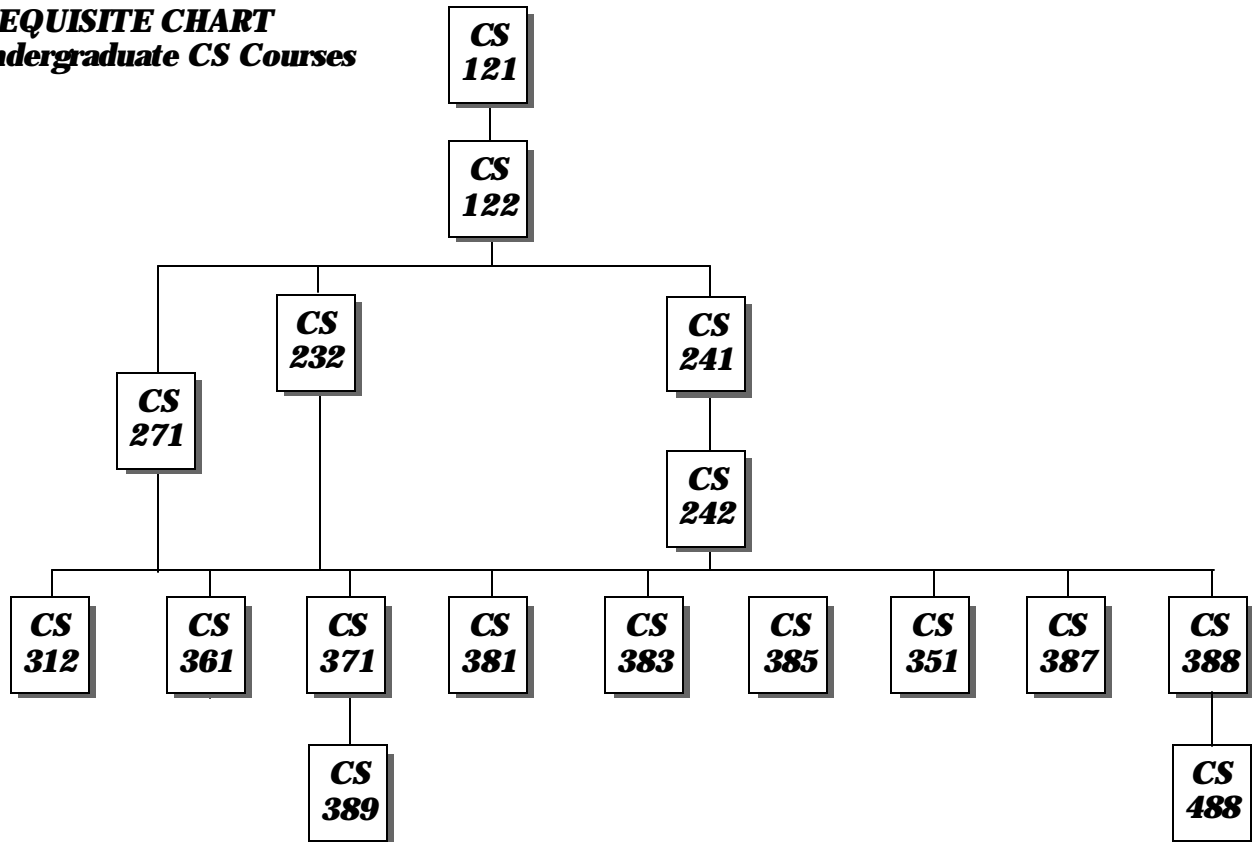 EQUISITE CHART
ndergraduate CS Courses
CS
121
CS
122
CS
232
CS
241
CS
271
CS
242
CS
312
CS
361
CS
371
CS
381
CS
383
CS
385
CS
351
CS
387
CS
388
CS
389
CS
488